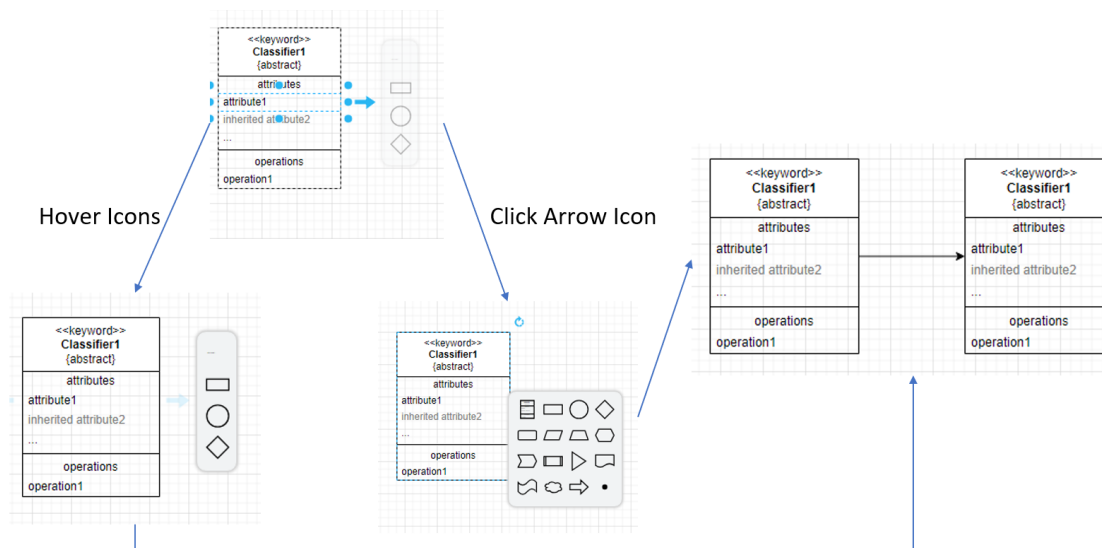 <<keyword>>
Classifier1
{abstract}
attributes
attribute1
inherited attribute2
...
operations
operation1
...
Hover Icons
Click Arrow Icon
<<keyword>>
Classifier1
{abstract}
attributes
attribute1
inherited attribute2
...
operations
operation1
<<keyword>>
Classifier1
{abstract}
attributes
attribute1
inherited attribute2
...
operations
operation1
<<keyword>>
Classifier1
{abstract}
attributes
attribute1
inherited attribute2
...
operations
operation1
...
<<keyword>>
Classifier1
{abstract}
attributes
attribute1
inherited attribute2
...
operations
operation1